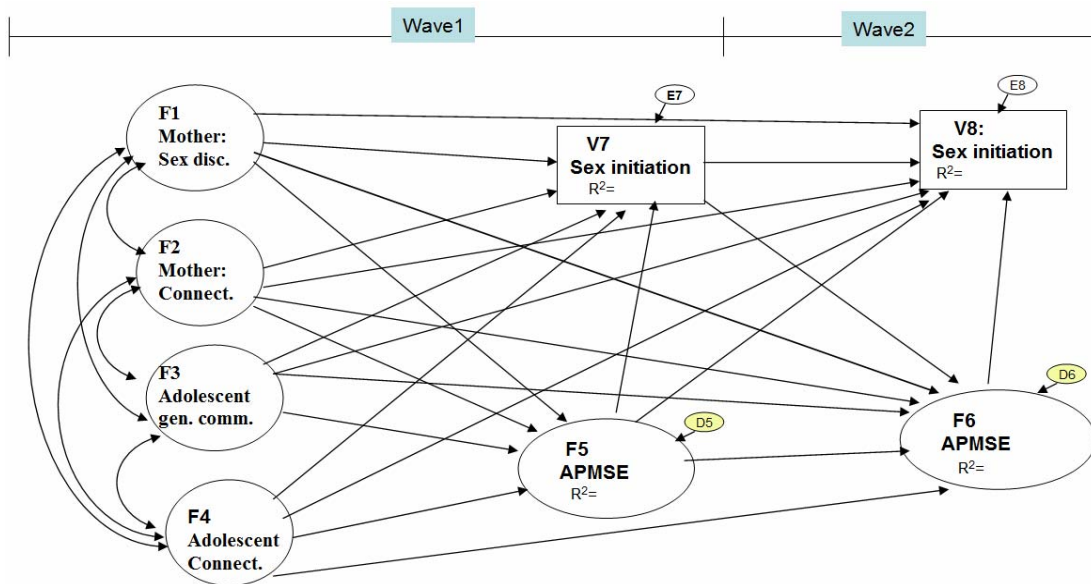 Wave1
Wave2
F1
Mother:
Sex disc.
E7
E8
V7
Sex initiation
R²=
V8:
Sex initiation
R²=
F2
Mother:
Connect.
F3
Adolescent
gen. comm.
D5
D6
F5
APMSE
R²=
F6
APMSE
R²=
F4
Adolescent
Connect.